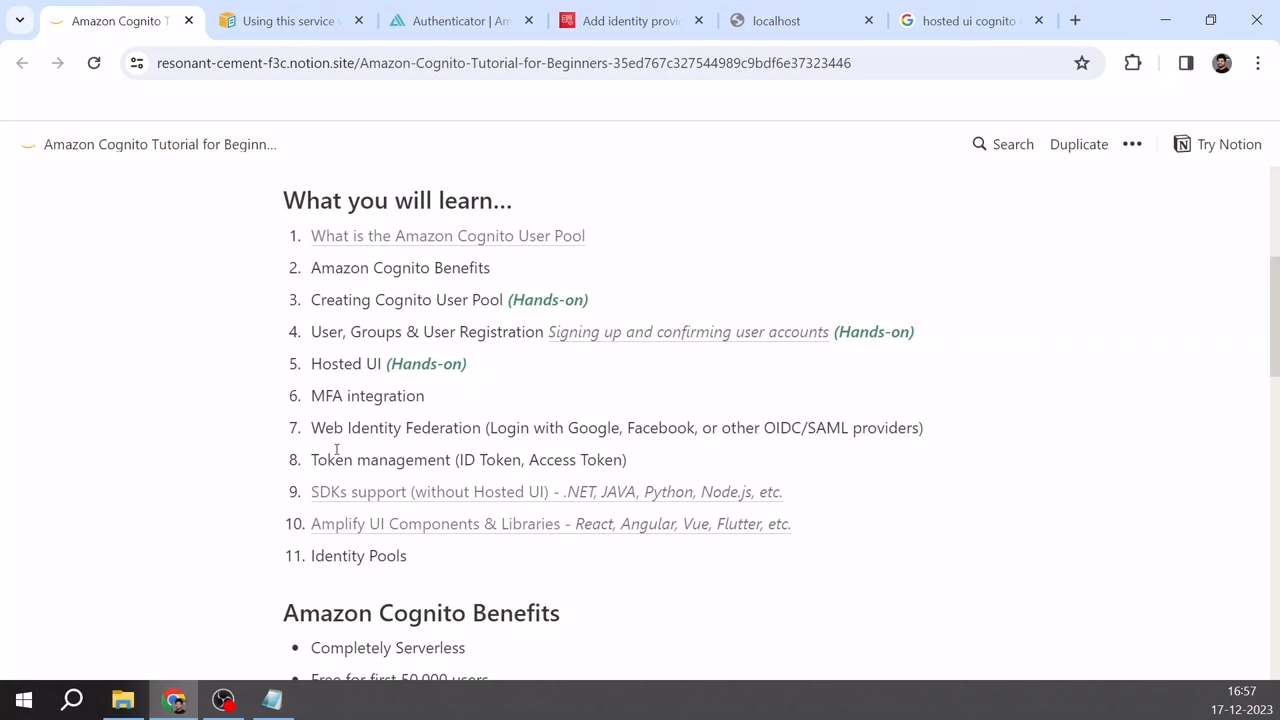 Amazon Cognito T
Using this service
Authenticator | Am
Add identity provi
localhost
hosted ui cognito
resonant-cement-f3c.notion.site/Amazon-Cognito-Tutorial-for-Beginners-35ed767c327544989c9bdf6e37323446
Amazon Cognito Tutorial for Beginn...
Search
Duplicate
Try Notion
What you will learn...
1. What is the Amazon Cognito User Pool
2. Amazon Cognito Benefits
3. Creating Cognito User Pool (Hands-on)
4. User, Groups & User Registration Signing up and confirming user accounts (Hands-on)
5. Hosted UI (Hands-on)
6. MFA integration
7. Web Identity Federation (Login with Google, Facebook, or other OIDC/SAML providers)
8. Token management (ID Token, Access Token)
9. SDKs support (without Hosted UI) - .NET, JAVA, Python, Node.js, etc.
10. Amplify UI Components & Libraries - React, Angular, Vue, Flutter, etc.
11. Identity Pools
Amazon Cognito Benefits
• Completely Serverless
• Free for first 50,000 users
16:57
17-12-2023